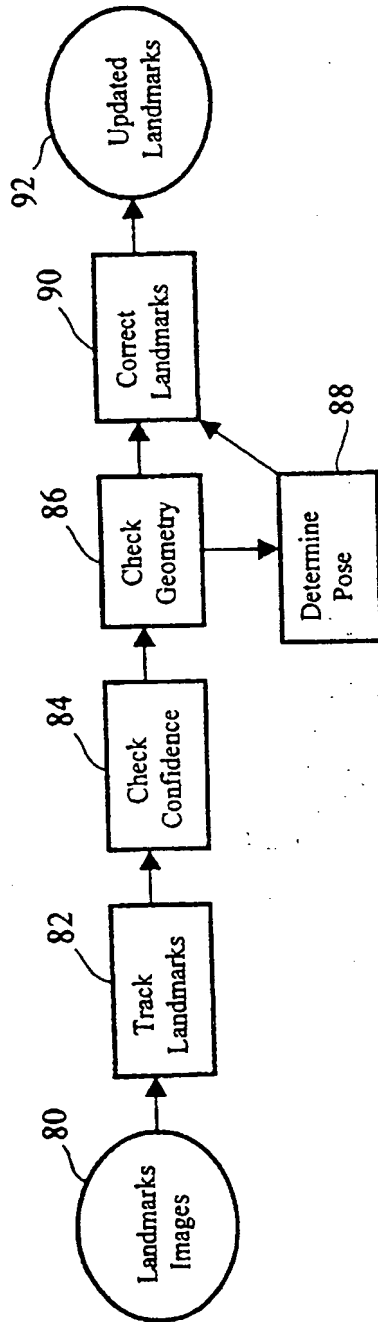 80
Landmarks
Images
82
Track
Landmarks
84
Check
Confidence
86
Check
Geometry
88
Determine
Pose
90
Correct
Landmarks
92
Updated
Landmarks